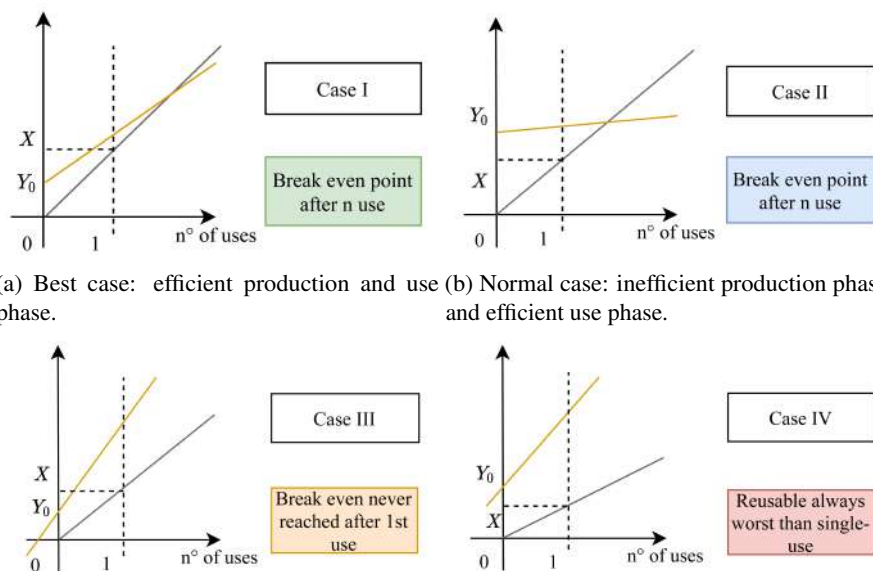 Case I
X
Y₀
Break even point
after n use
0
1
n° of uses
Case II
Y₀
X
Break even point
after n use
0
1
n° of uses
(a) Best case: efficient production and use
phase.
(b) Normal case: inefficient production phas
and efficient use phase.
Case III
X
Y₀
Break even never
reached after 1st
use
0
1
n° of uses
Case IV
Y₀
X
Reusable always
worst than single-
use
0
1
n° of uses